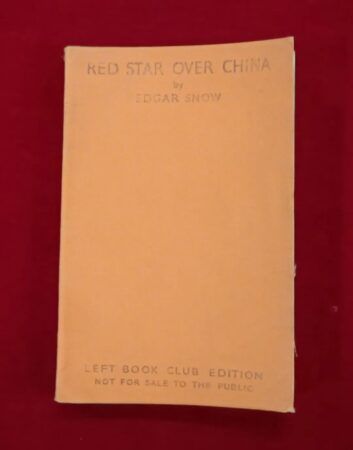 RED STAR OVER CHINA
by
EDGAR SNOW
LEFT BOOK CLUB EDITION
NOT FOR SALE TO THE PUBLIC